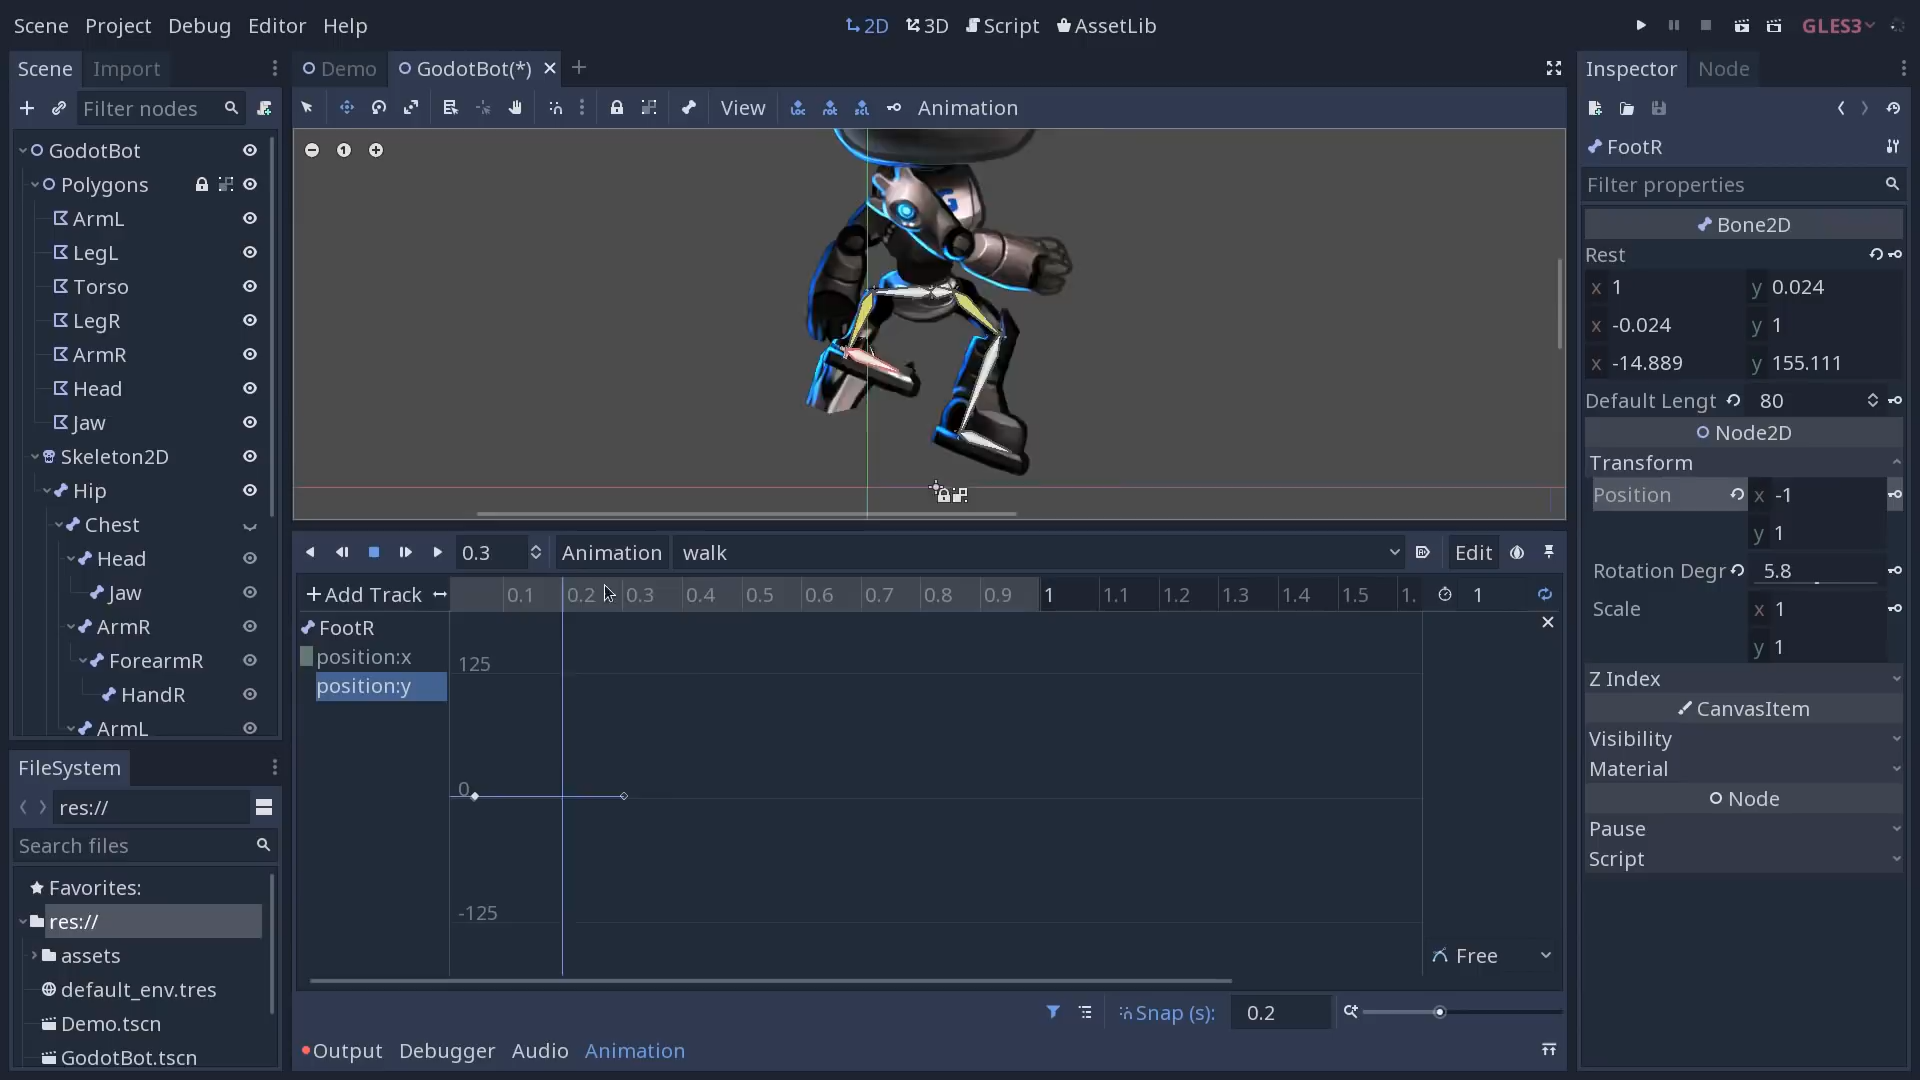 Scene Project Debug Editor Help
2D 3D Script AssetLib
GLES3
Scene Import
Demo GodotBot(*)
Inspector Node
Filter nodes
View Animation
GodotBot
Polygons
ArmL
LegL
Torso
LegR
ArmR
Head
Jaw
Skeleton2D
Hip
Chest
Head
Jaw
ArmR
ForearmR
HandR
ArmL
FileSystem
res://
Search files
Favorites:
res://
assets
default_env.tres
Demo.tscn
GodotBot.tscn
1
G
0.3 Animation walk Edit
Add Track 0.1 0.2 0.3 0.4 0.5 0.6 0.7 0.8 0.9 1 1.1 1.2 1.3 1.4 1.5 1. 1
FootR
position:x
position:y
125
0
-125
Free
Snap (s): 0.2
Output Debugger Audio Animation
FootR
Filter properties
Bone2D
Rest
x 1 y 0.024
x -0.024 y 1
x -14.889 y 155.111
Default Lengt 80
Node2D
Transform
Position x -1
y 1
Rotation Degr 5.8
Scale x 1
y 1
Z Index
CanvasItem
Visibility
Material
Node
Pause
Script